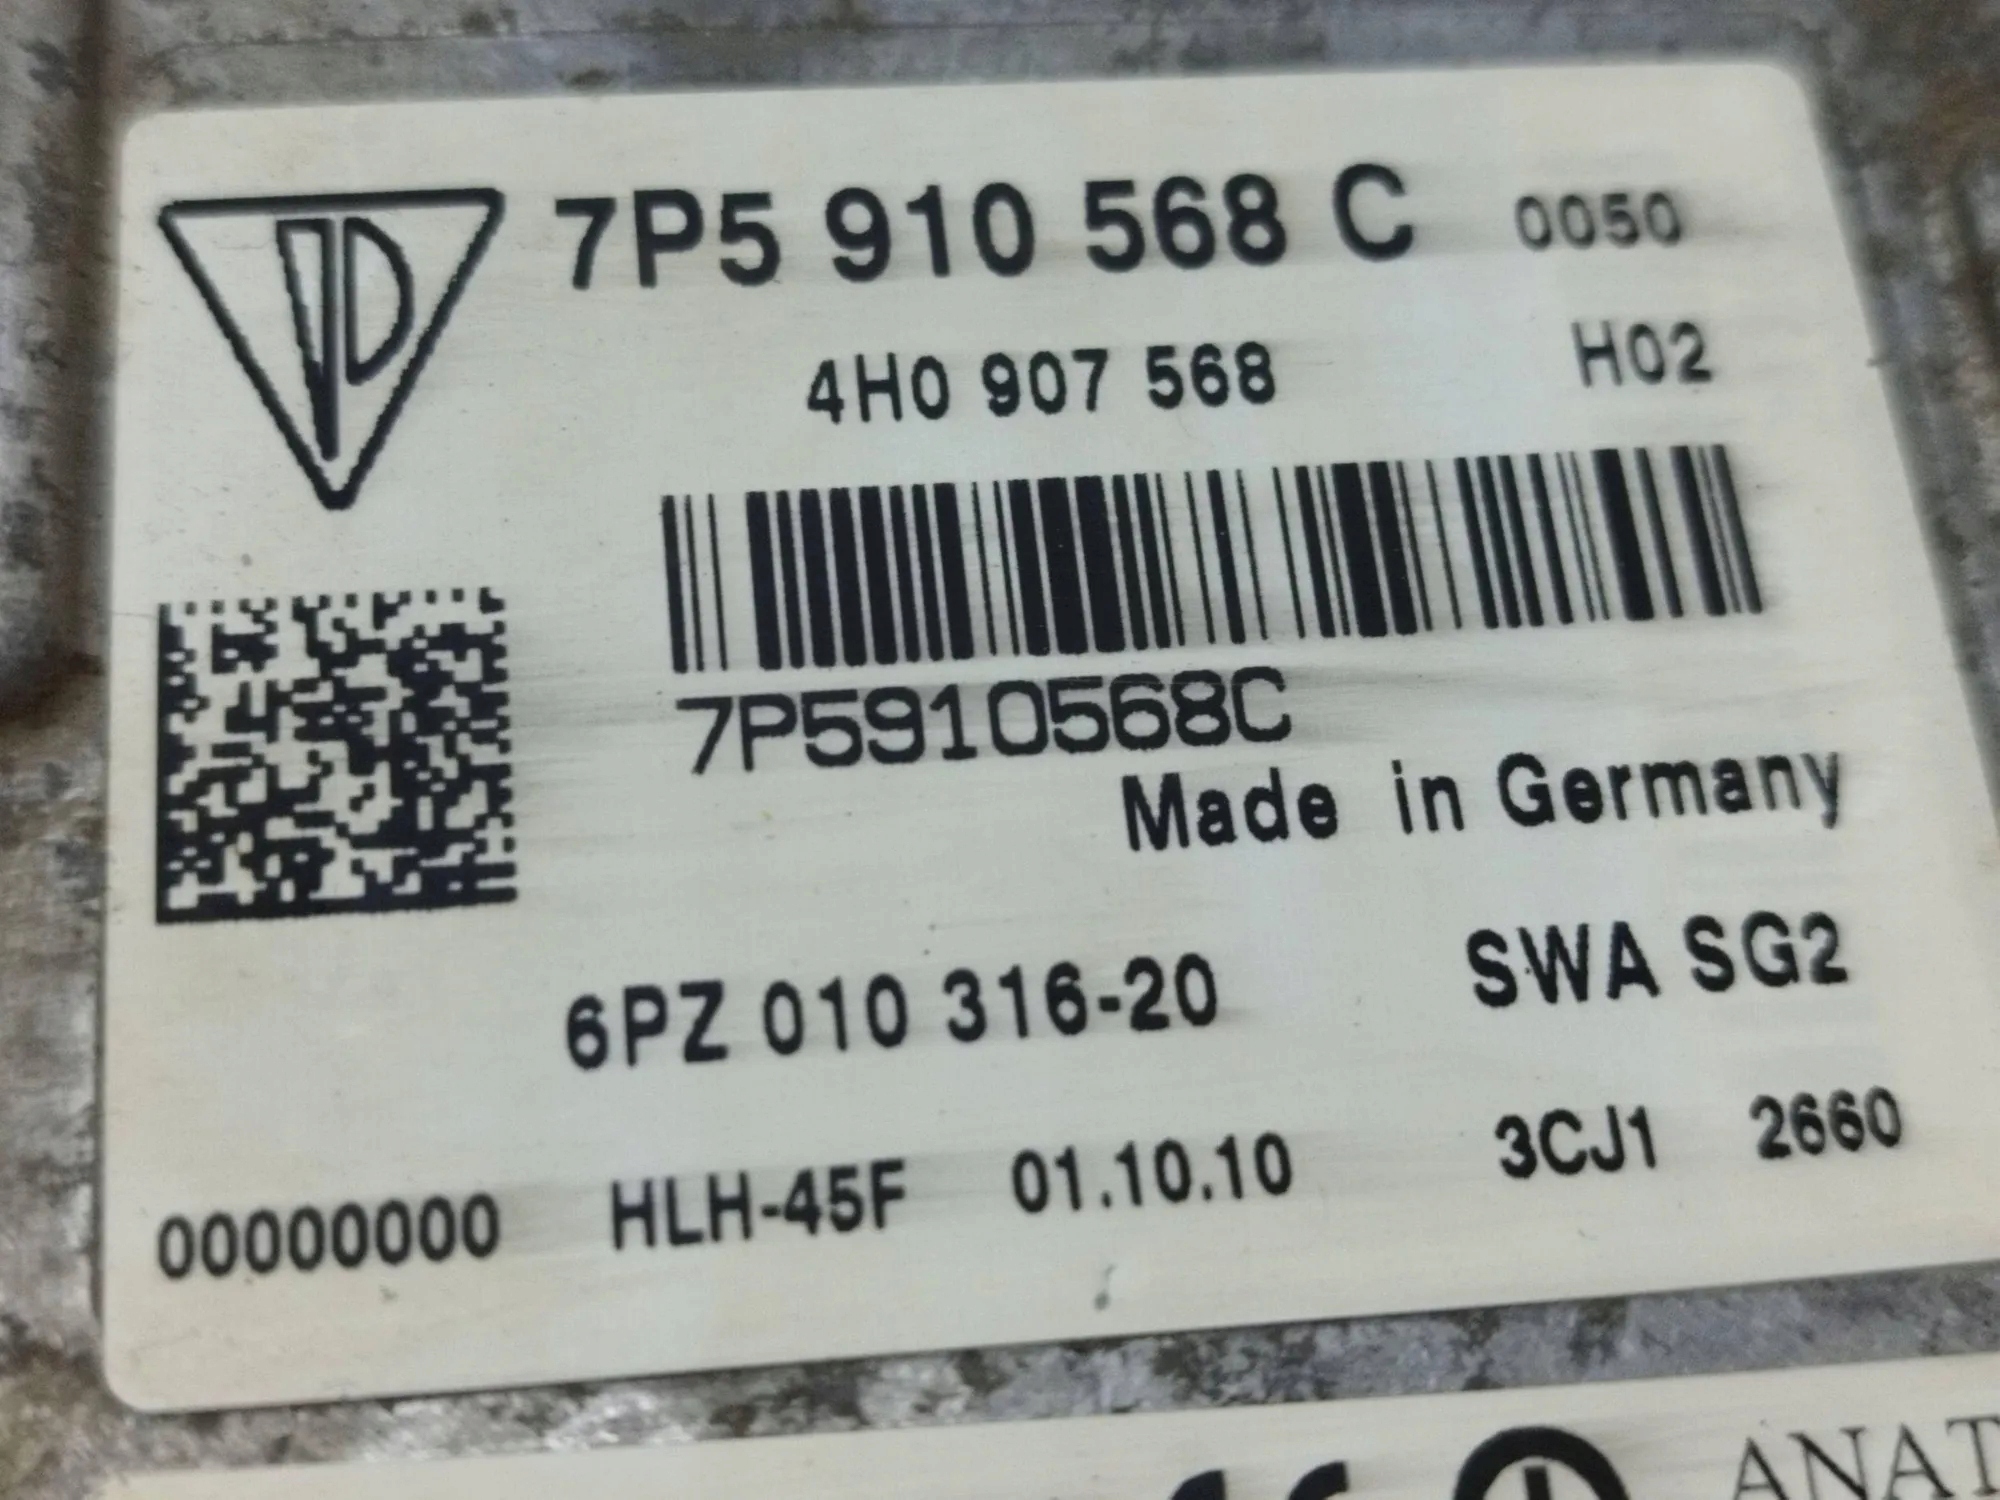 7P5 910 568 C 0050
4H0 907 568 H02
7P5910568C
Made in Germany
6PZ 010 316-20 SWA SG2
00000000 HLH-45F 01.10.10 3CJ1 2660